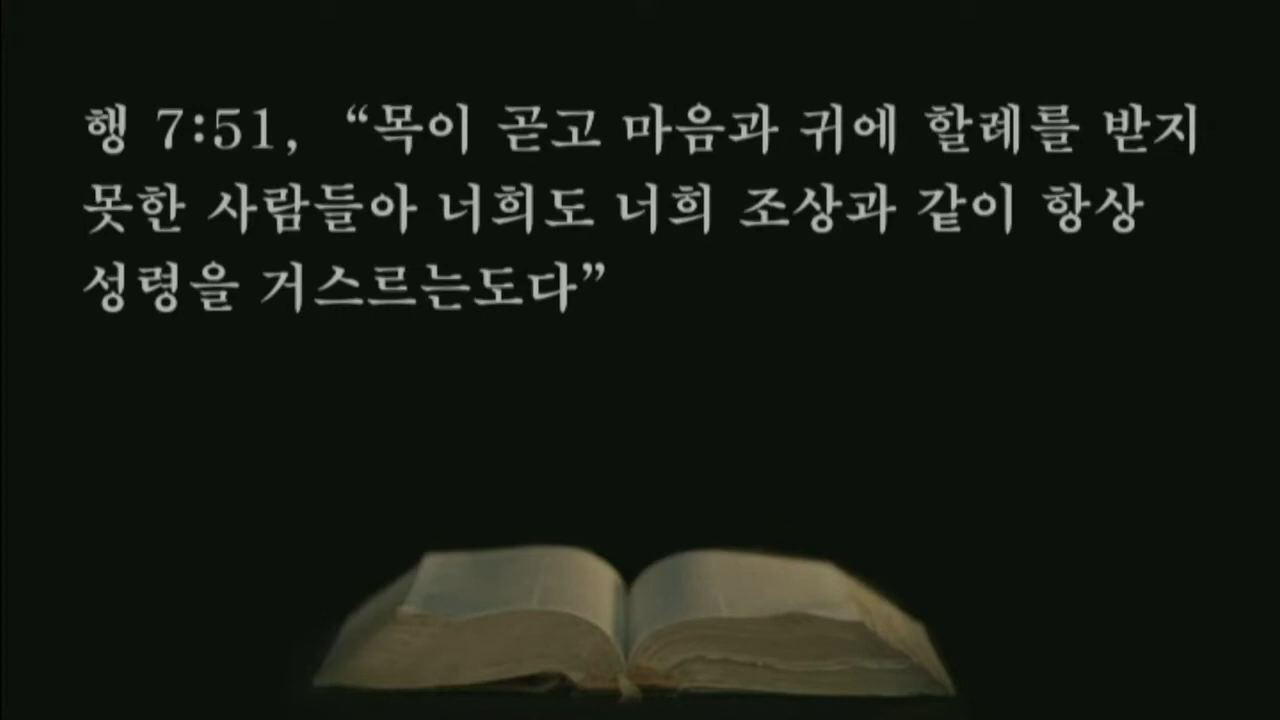 행 7:51, “목이 곧고 마음과 귀에 할례를 받지
못한 사람들아 너희도 너희 조상과 같이 항상
성령을 거스르는도다”